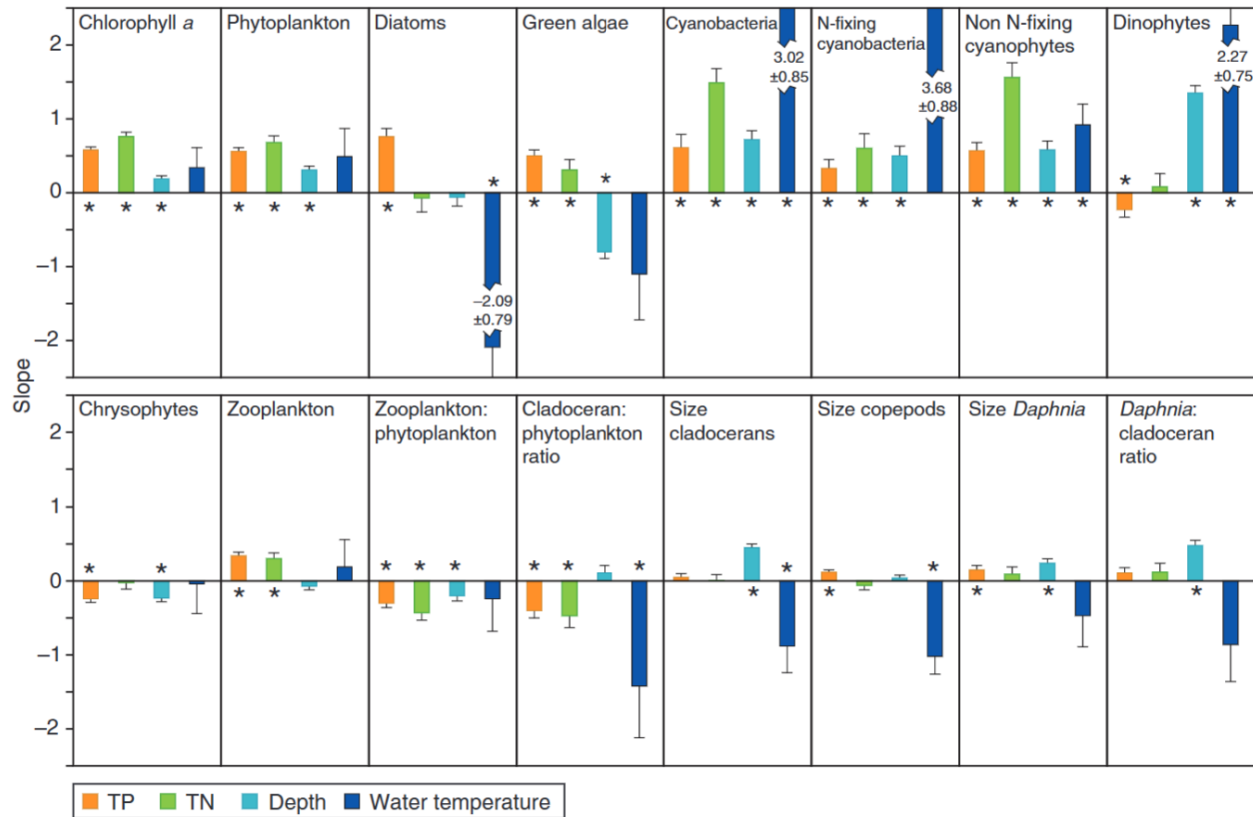 Chlorophyll a
Phytoplankton
Diatoms
Green algae
Cyanobacteria
N-fixing
cyanobacteria
Non N-fixing
cyanophytes
Dinophytes
2
1
0
−1
−2
* * *
* * *
*
*
−2.09
±0.79
* *
*
3.02
±0.85
* * * *
3.68
±0.88
* * * *
* * * *
2.27
±0.75
*
* *
Slope
Chrysophytes
Zooplankton
Zooplankton:
phytoplankton
Cladoceran:
phytoplankton
ratio
Size
cladocerans
Size copepods
Size Daphnia
Daphnia:
cladoceran
ratio
2
1
0
−1
−2
* *
* *
* * *
* * *
*
*
*
*
* *
*
TP
TN
Depth
Water temperature